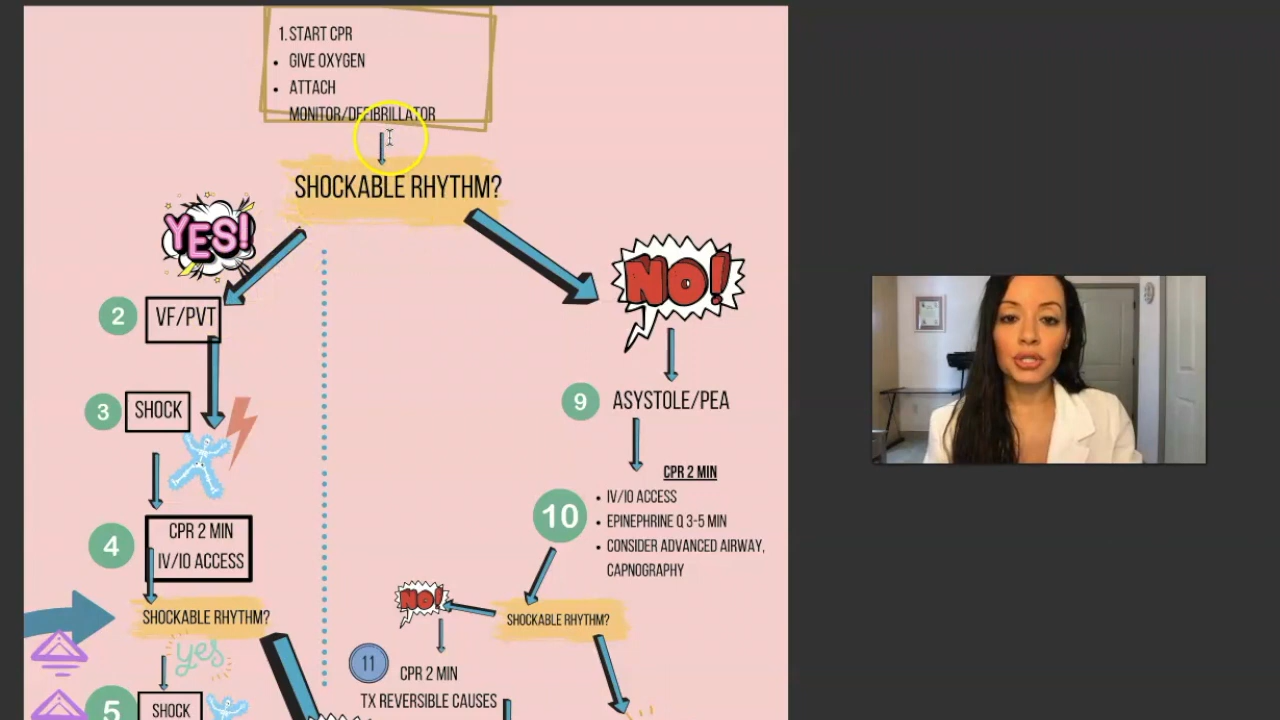 1. START CPR
• GIVE OXYGEN
• ATTACH
MONITOR/DEFIBRILLATOR
SHOCKABLE RHYTHM?
YES!
NO!
2
VF/PVT
3
SHOCK
4
CPR 2 MIN
IV/IO ACCESS
SHOCKABLE RHYTHM?
yes
5
SHOCK
9
ASYSTOLE/PEA
CPR 2 MIN
10
• IV/IO ACCESS
• EPINEPHRINE Q 3-5 MIN
• CONSIDER ADVANCED AIRWAY,
CAPNOGRAPHY
NO!
SHOCKABLE RHYTHM?
11
CPR 2 MIN
TX REVERSIBLE CAUSES